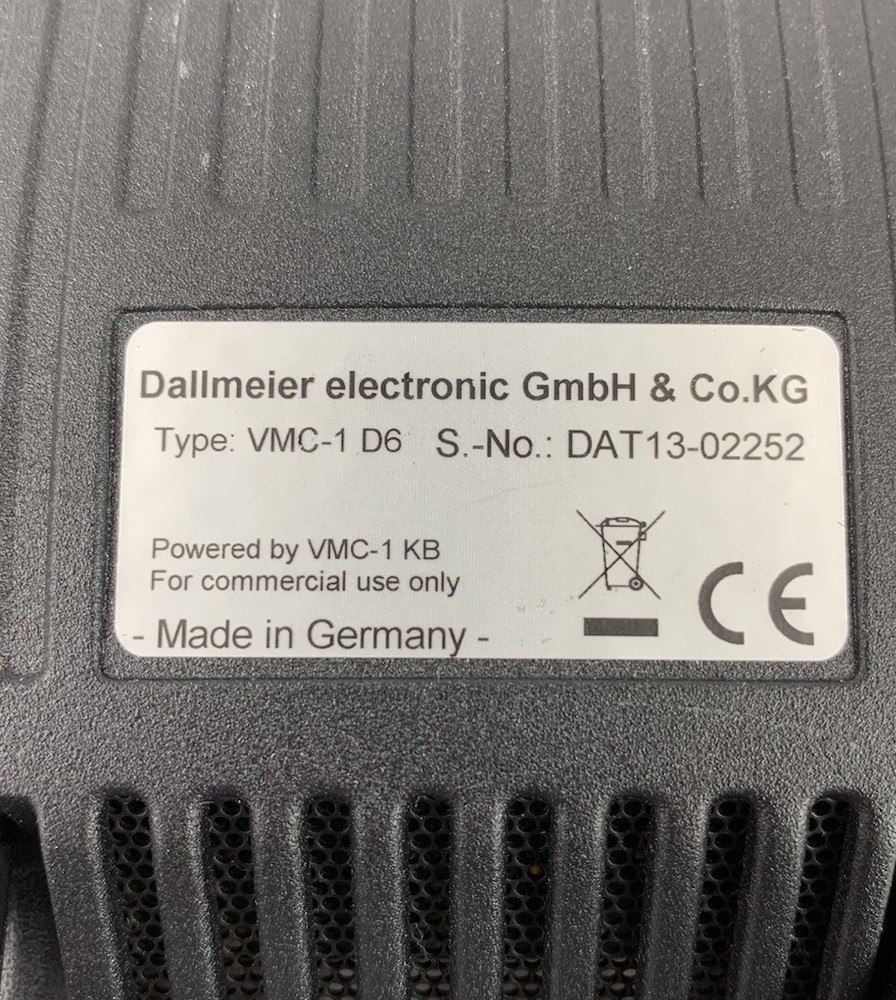 Dallmeier electronic GmbH & Co.KG
Type: VMC-1 D6 S.-No.: DAT13-02252
Powered by VMC-1 KB
For commercial use only
- Made in Germany -
CE